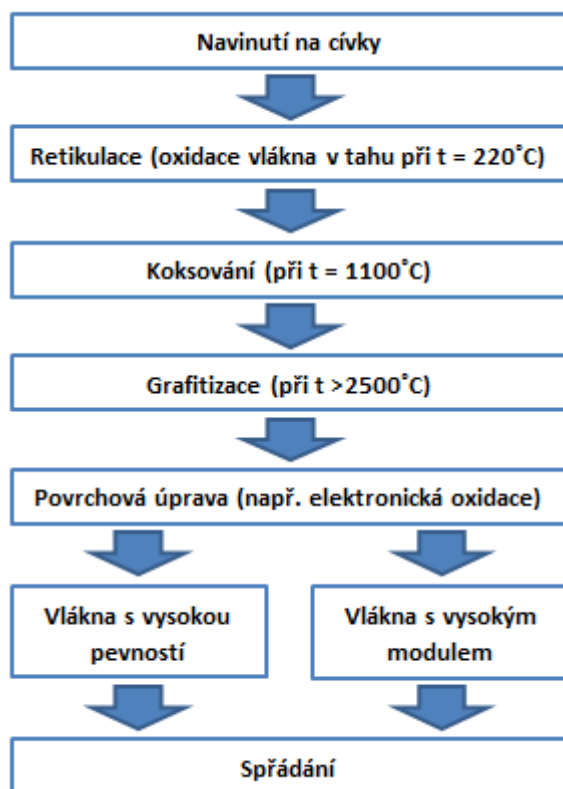 Navinutí na cívky
Retikulace (oxidace vlákna v tahu při t = 220˚C)
Koksování (při t = 1100˚C)
Grafitizace (při t >2500˚C)
Povrchová úprava (např. elektronická oxidace)
Vlákna s vysokou
pevností
Vlákna s vysokým
modulem
Spřádání